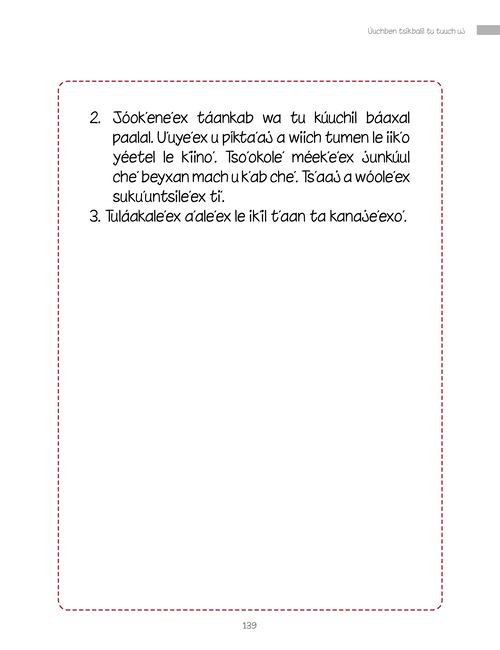 Úuchben tsikbalil tu tuuch uj
2. Jóok'ene'ex táankab wa tu kúuchil báaxal
paalal. U'uye'ex u pikta'aj a wiich tumen le iik'o
yéetel le k'iino'. Tso'okole' méek'e'ex junkúul
che' beyxan mach u k'ab che'. Ts'aaj a wóole'ex
suku'untsile'ex ti'.
3. Tuláakale'ex a'ale'ex le ik'il t'aan ta kanaje'exo'.
139